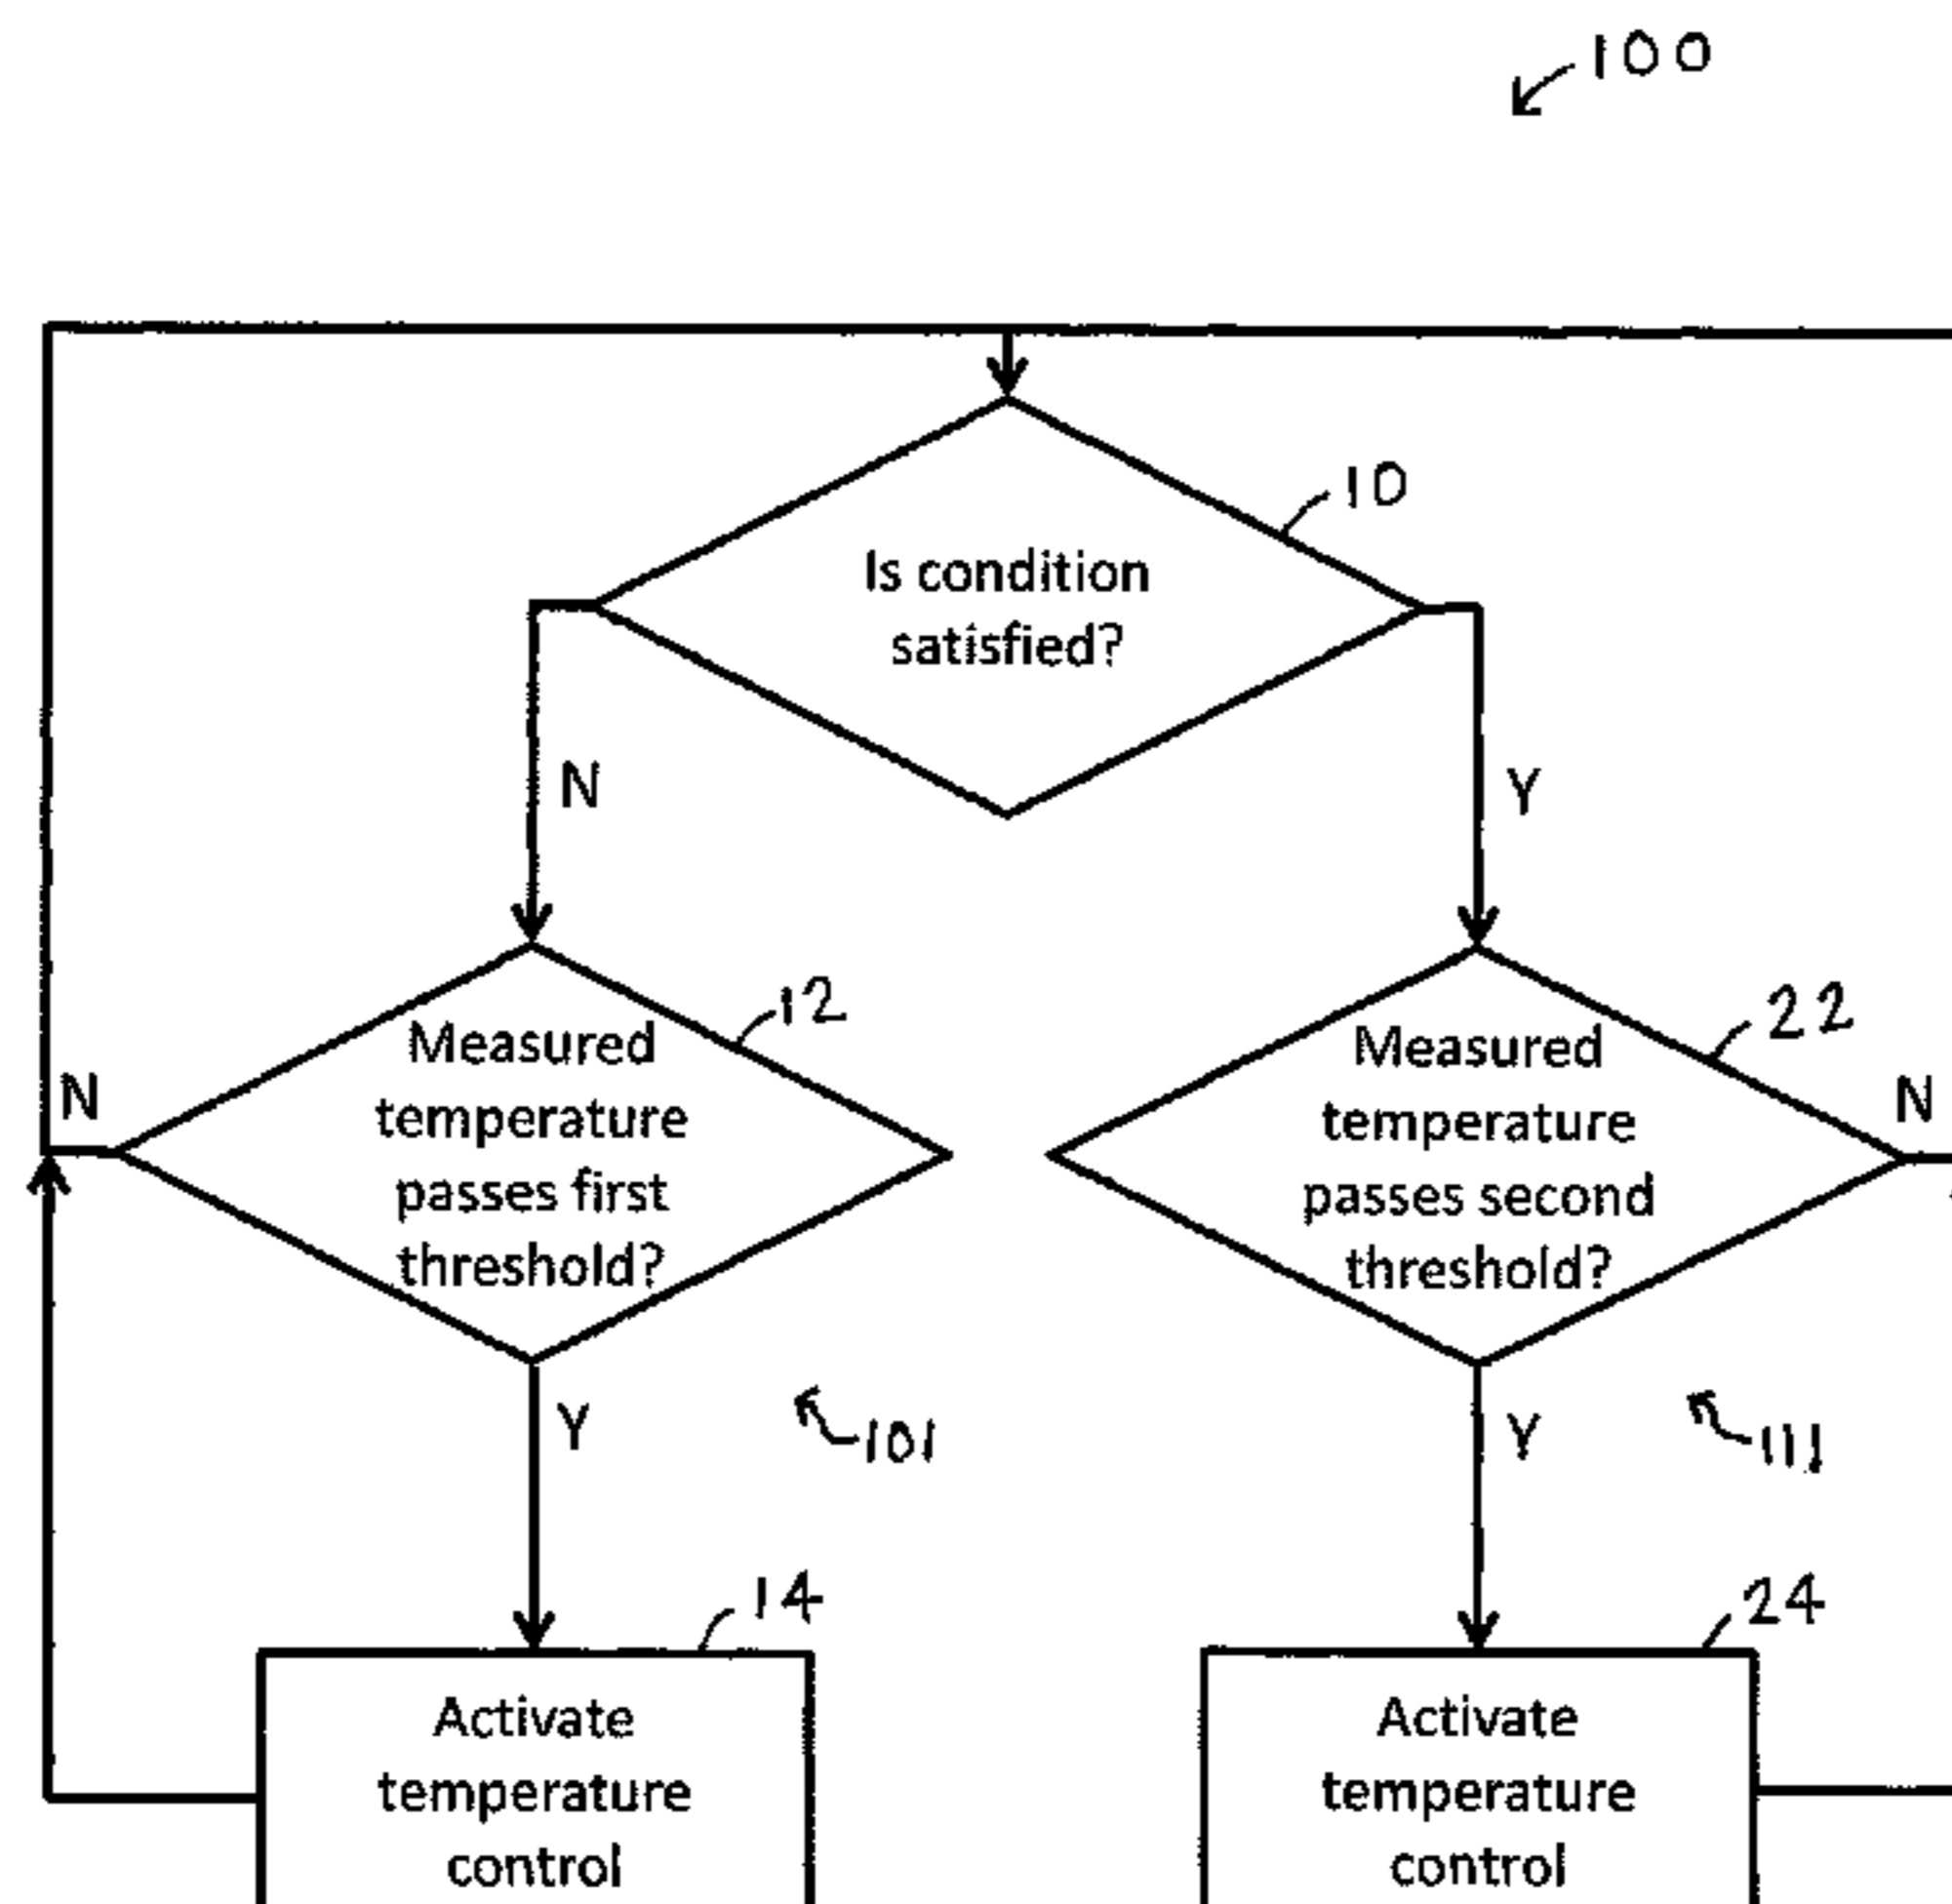 100
10
Is condition
satisfied?
N
Y
12
Measured
temperature
passes first
threshold?
N
22
Measured
temperature
passes second
threshold?
N
Y
101
Y
111
14
Activate
temperature
control
24
Activate
temperature
control